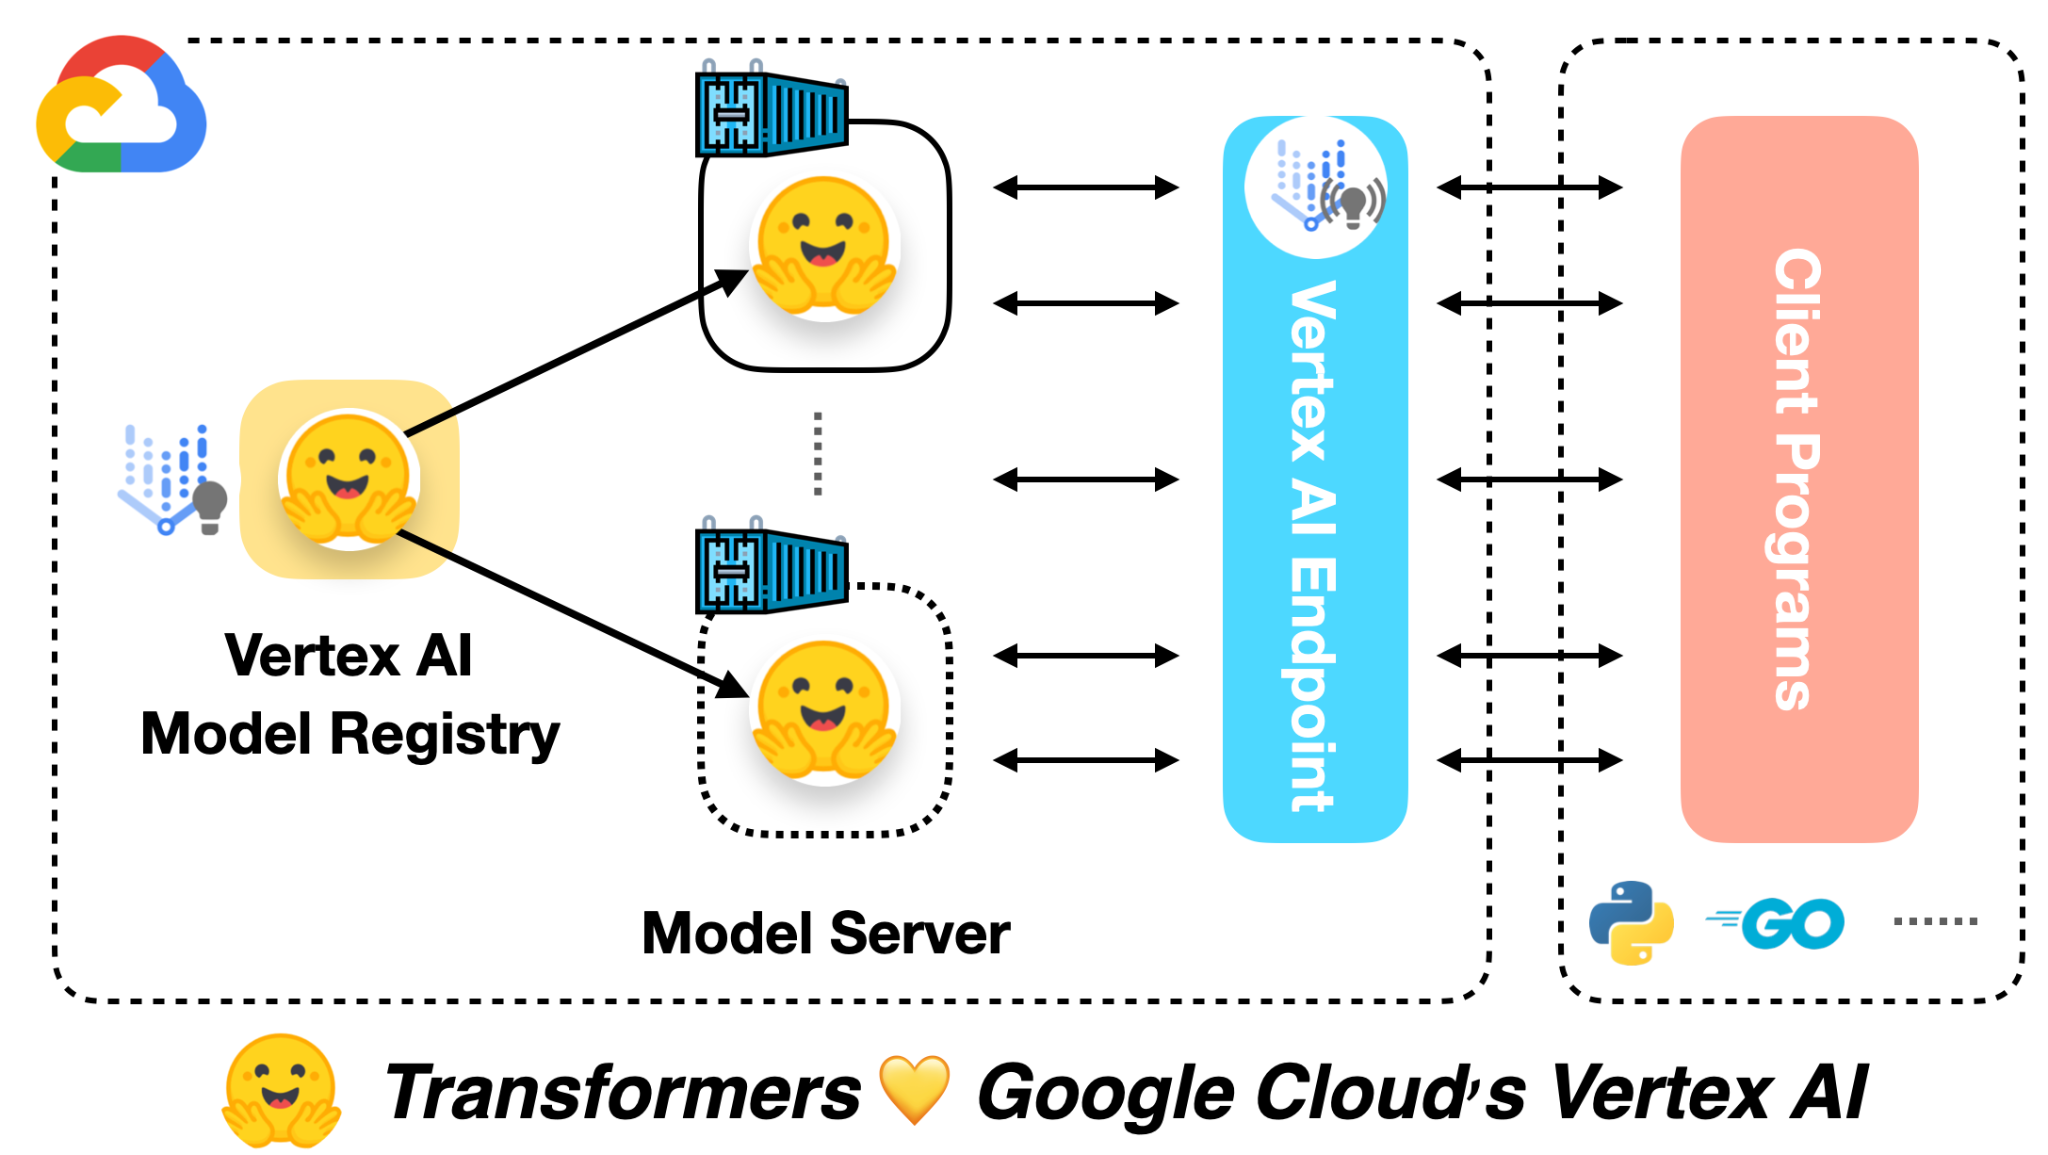 Vertex AI
Model Registry
Model Server
Vertex AI Endpoint
Client Programs
GO
Transformers 💛 Google Cloud's Vertex AI